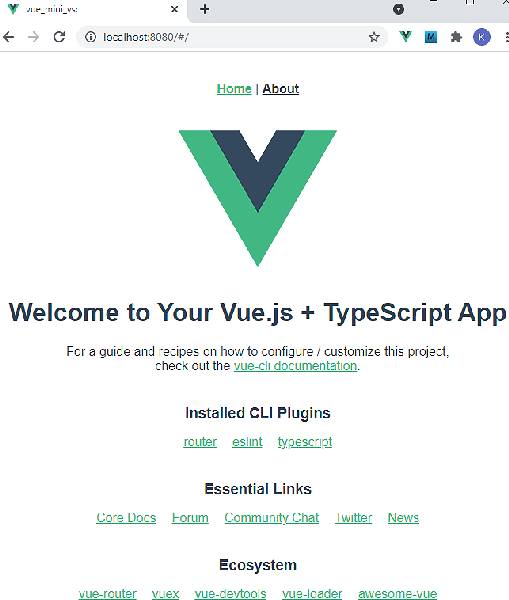 vue_mini_vs
localhost:8080/#/
K
Home | About
Welcome to Your Vue.js + TypeScript App
For a guide and recipes on how to configure / customize this project,
check out the vue-cli documentation.
Installed CLI Plugins
router eslint typescript
Essential Links
Core Docs Forum Community Chat Twitter News
Ecosystem
vue-router vuex vue-devtools vue-loader awesome-vue